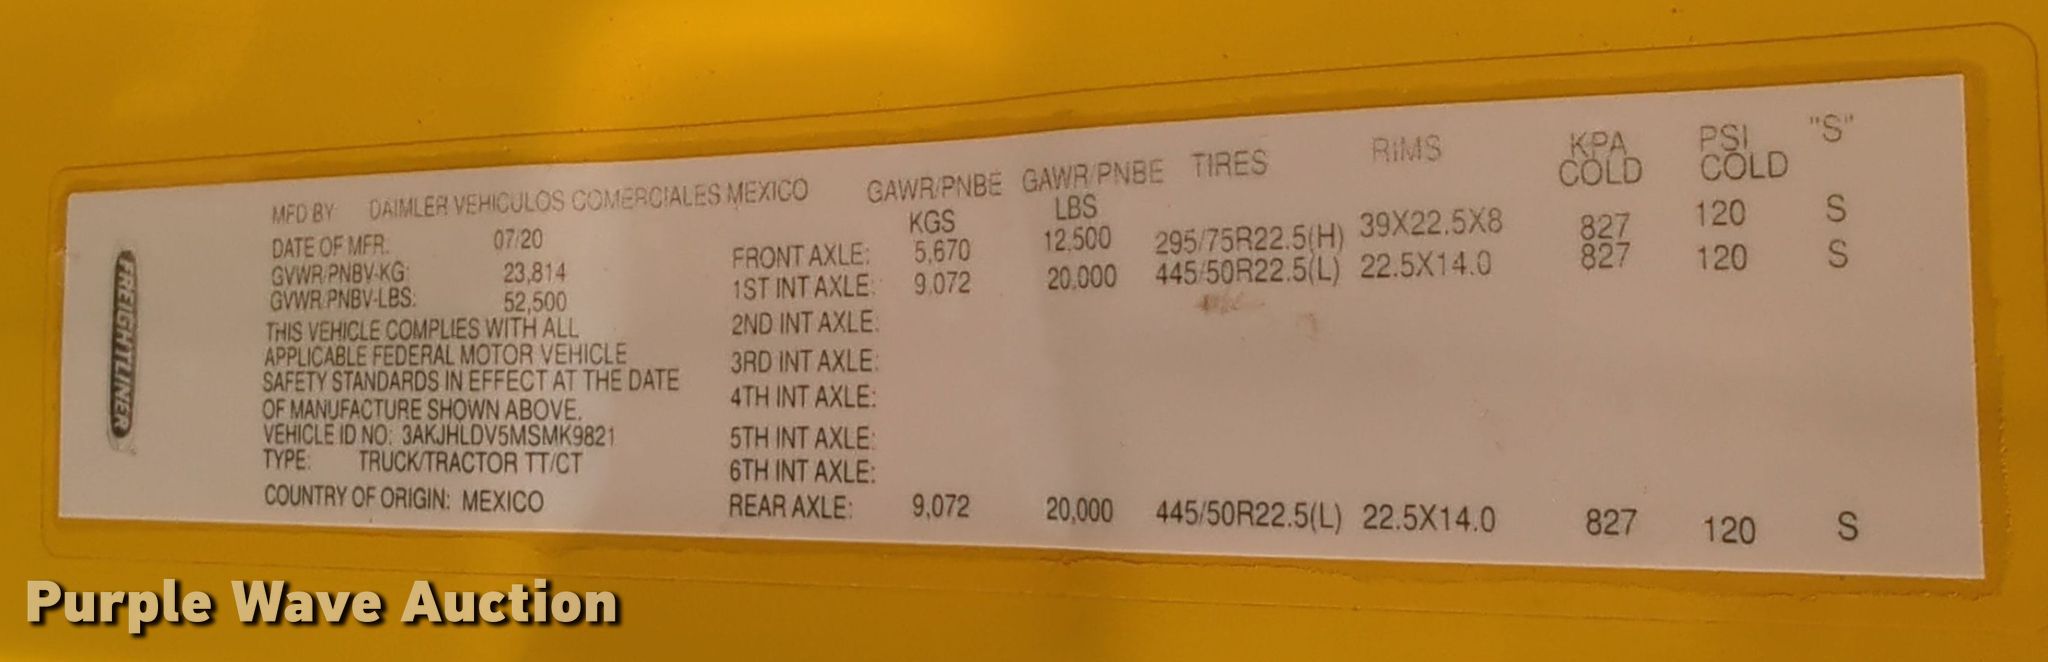 FREIGHTLINER
MFD BY: DAIMLER VEHICULOS COMERCIALES MEXICO
DATE OF MFR. 07/20
GVWR/PNBV-KG: 23,814
GVWR/PNBV-LBS: 52,500
THIS VEHICLE COMPLIES WITH ALL
APPLICABLE FEDERAL MOTOR VEHICLE
SAFETY STANDARDS IN EFFECT AT THE DATE
OF MANUFACTURE SHOWN ABOVE.
VEHICLE ID NO: 3AKJHLDV5MSMK9821
TYPE: TRUCK/TRACTOR TT/CT
COUNTRY OF ORIGIN: MEXICO
GAWR/PNBE KGS GAWR/PNBE LBS TIRES RIMS KPA COLD PSI COLD "S"
FRONT AXLE: 5,670 12,500 295/75R22.5(H) 39X22.5X8 827 120 S
1ST INT AXLE: 9,072 20,000 445/50R22.5(L) 22.5X14.0 827 120 S
2ND INT AXLE:
3RD INT AXLE:
4TH INT AXLE:
5TH INT AXLE:
6TH INT AXLE:
REAR AXLE: 9,072 20,000 445/50R22.5(L) 22.5X14.0 827 120 S
Purple Wave Auction